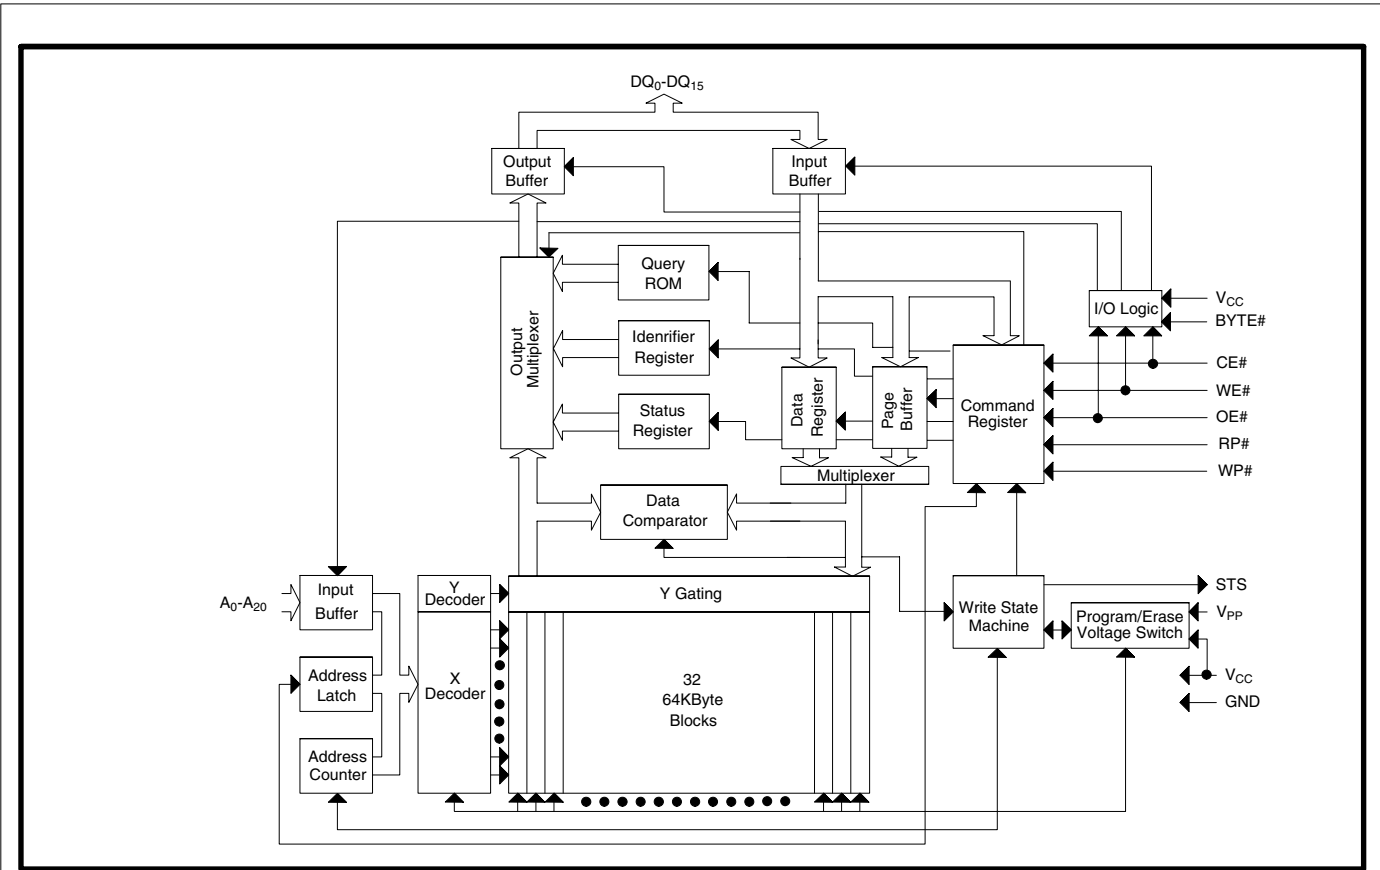 DQ0-DQ15
Output
Buffer
Input
Buffer
Query
ROM
I/O Logic
VCC
BYTE#
Output
Multiplexer
Idenrifier
Register
CE#
WE#
OE#
RP#
WP#
Status
Register
Data
Register
Page
Buffer
Command
Register
Multiplexer
Data
Comparator
A0-A20
Input
Buffer
Y
Decoder
Y Gating
Write State
Machine
Program/Erase
Voltage Switch
STS
VPP
VCC
GND
Address
Latch
X
Decoder
32
64KByte
Blocks
Address
Counter